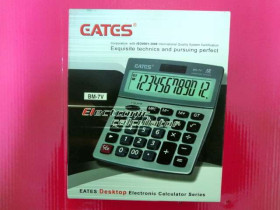 EATES®
Exquisite technics and pursuing perfect
123456789012.
BM-7V
Electronic
calculator
EATES Desktop Electronic Calculator Series